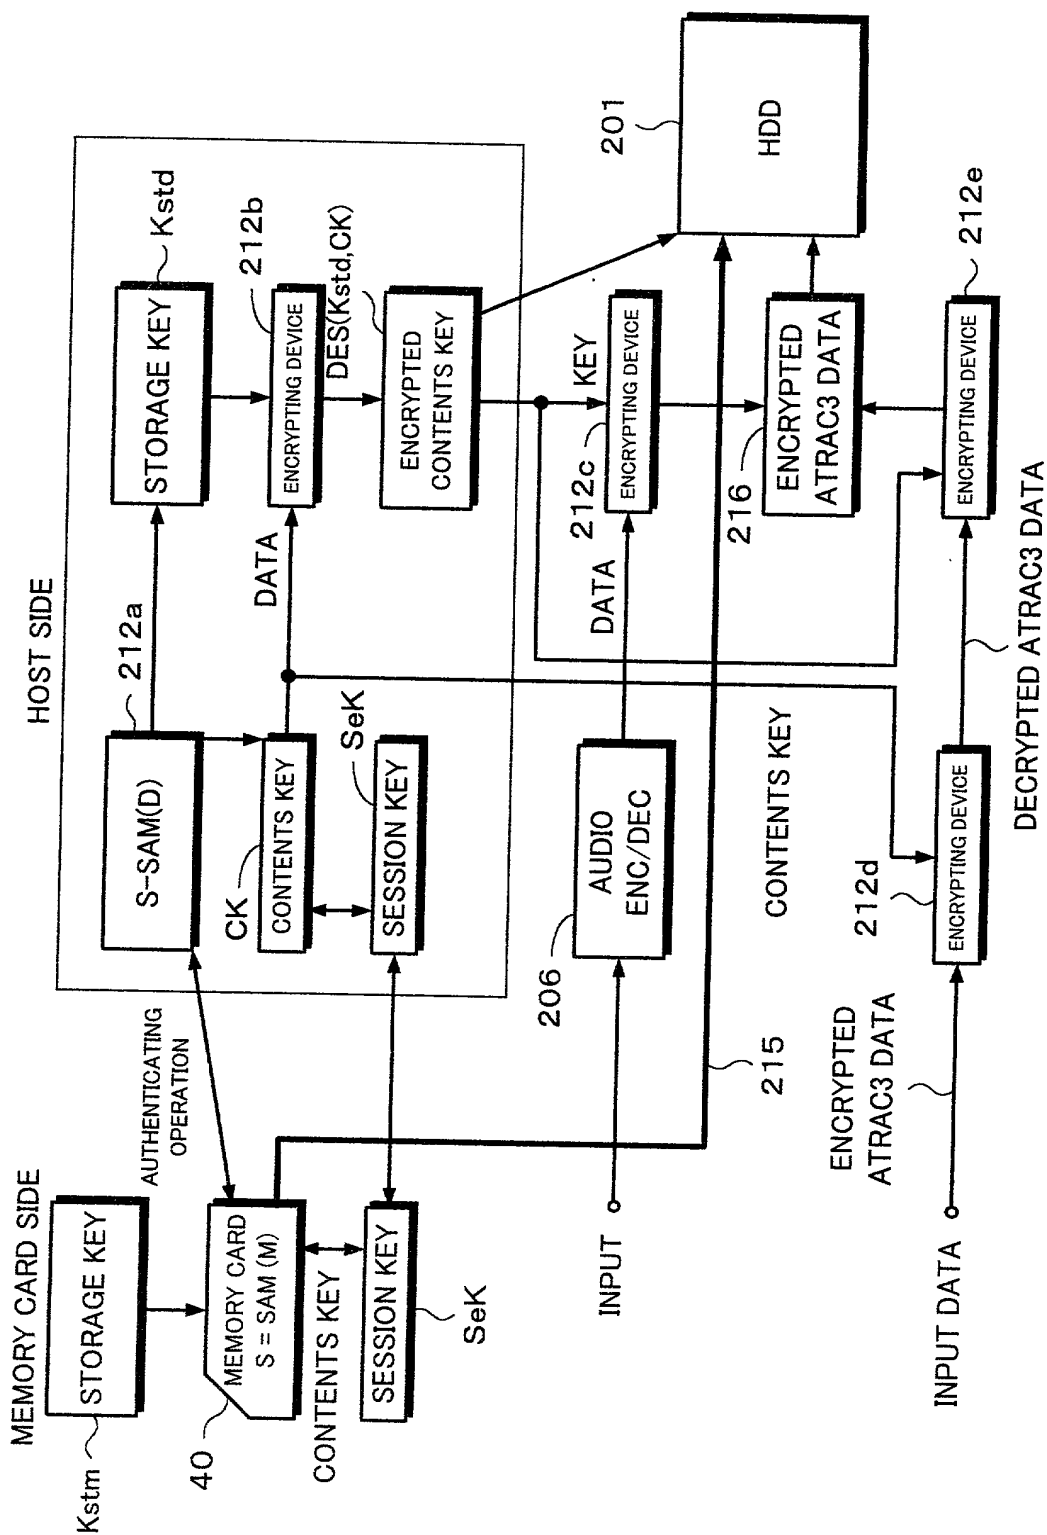 MEMORY CARD SIDE
Kstm
STORAGE KEY
40
MEMORY CARD
S = SAM (M)
CONTENTS KEY
SESSION KEY
SeK
AUTHENTICATING
OPERATION
HOST SIDE
S-SAM(D)
212a
STORAGE KEY
Kstd
CK
CONTENTS KEY
DATA
ENCRYPTING DEVICE
212b
SESSION KEY
SeK
DES(Kstd,CK)
ENCRYPTED
CONTENTS KEY
INPUT
206
AUDIO
ENC/DEC
DATA
212c
KEY
ENCRYPTING DEVICE
201
HDD
215
CONTENTS KEY
216
ENCRYPTED
ATRAC3 DATA
INPUT DATA
ENCRYPTED
ATRAC3 DATA
212d
ENCRYPTING DEVICE
DECRYPTED ATRAC3 DATA
ENCRYPTING DEVICE
212e